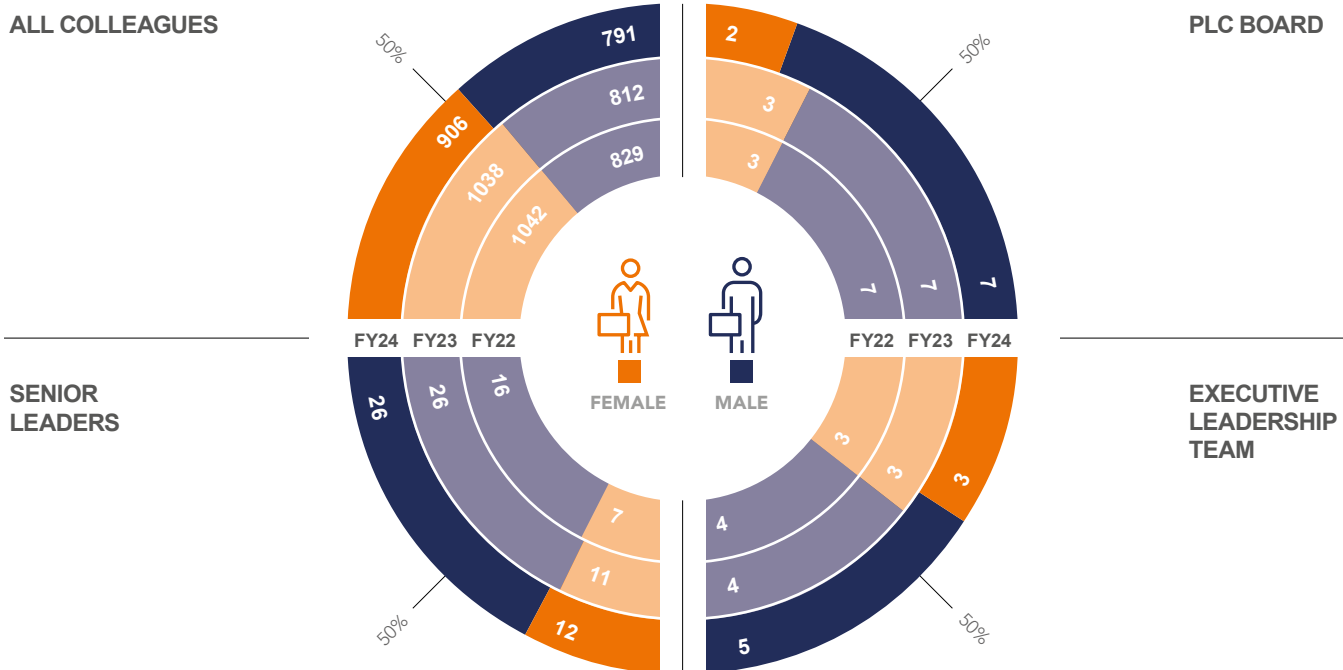 ALL COLLEAGUES
50%
791
812
829
906
1038
1042
PLC BOARD
50%
2
3
3
7
7
7
FY24 FY23 FY22
FY22 FY23 FY24
FEMALE
MALE
SENIOR
LEADERS
26
26
16
7
11
12
50%
EXECUTIVE
LEADERSHIP
TEAM
3
3
3
4
4
5
50%